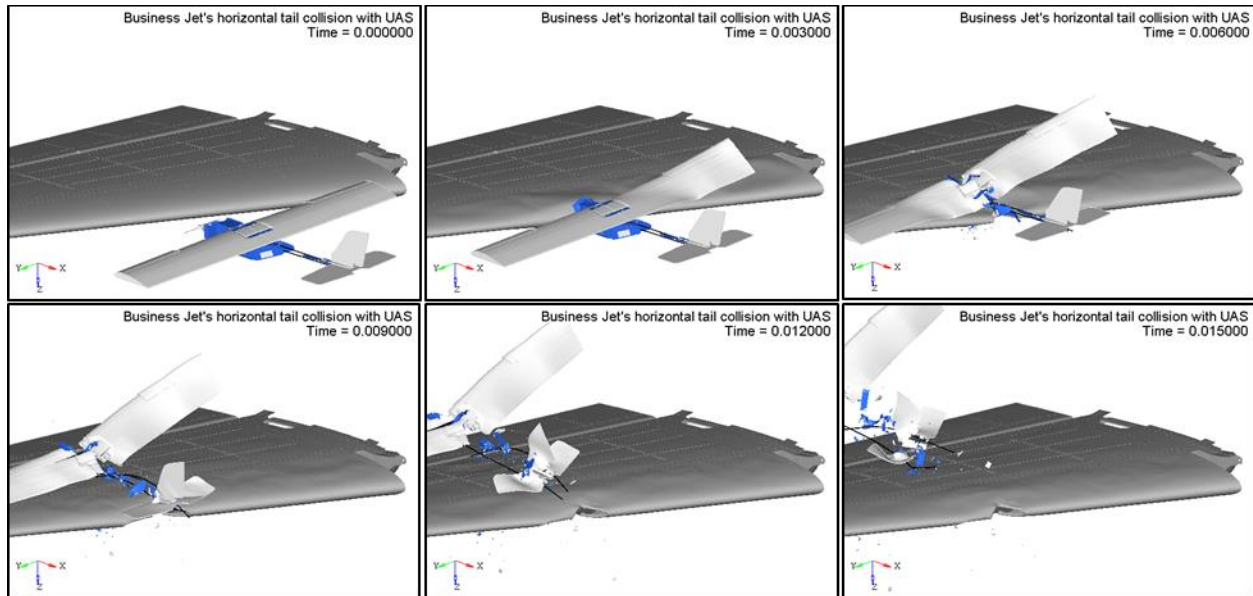 Business Jet's horizontal tail collision with UAS
Time = 0.000000
Y X
Z
Business Jet's horizontal tail collision with UAS
Time = 0.003000
Y X
Z
Business Jet's horizontal tail collision with UAS
Time = 0.006000
Y X
Z
Business Jet's horizontal tail collision with UAS
Time = 0.009000
Y X
Z
Business Jet's horizontal tail collision with UAS
Time = 0.012000
Y X
Z
Business Jet's horizontal tail collision with UAS
Time = 0.015000
Y X
Z